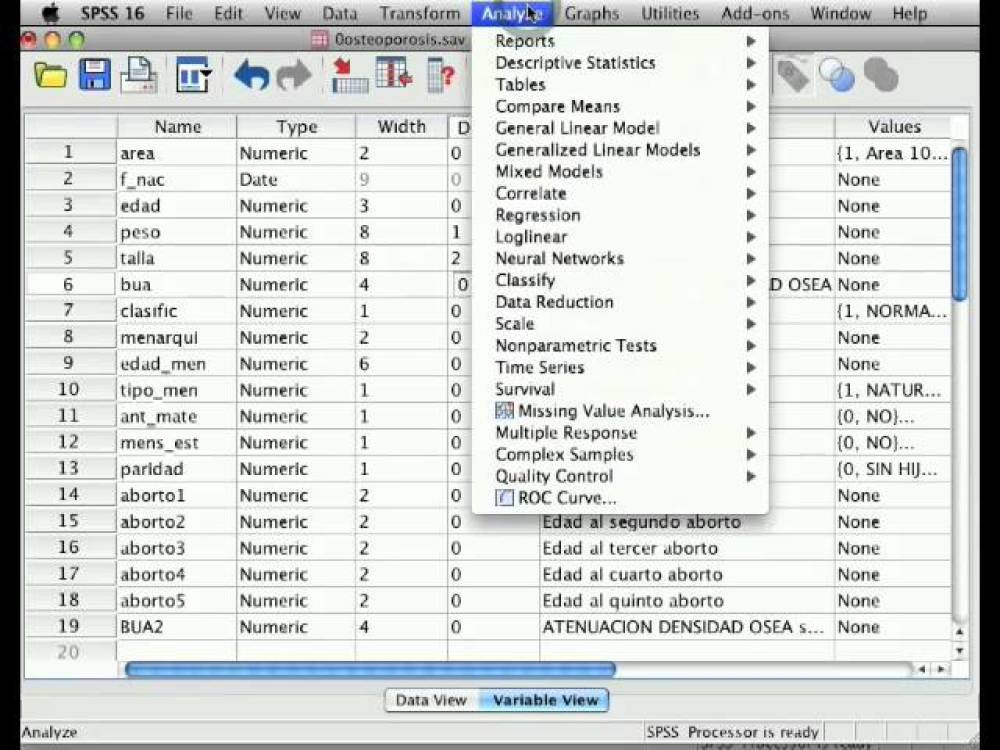 SPSS 16 File Edit View Data Transform Analyze Graphs Utilities Add-ons Window Help
0osteoporosis.sav
Reports
Descriptive Statistics
Tables
Compare Means
General Linear Model
Generalized Linear Models
Mixed Models
Correlate
Regression
Loglinear
Neural Networks
Classify
Data Reduction
Scale
Nonparametric Tests
Time Series
Survival
Missing Value Analysis...
Multiple Response
Complex Samples
Quality Control
ROC Curve...
Name Type Width D Values
1 area Numeric 2 0 {1, Area 10...
2 f_nac Date 9 0 None
3 edad Numeric 3 0 None
4 peso Numeric 8 1 None
5 talla Numeric 8 2 None
6 bua Numeric 4 0 D OSEA None
7 clasific Numeric 1 0 {1, NORMA...
8 menarqui Numeric 2 0 None
9 edad_men Numeric 6 0 None
10 tipo_men Numeric 1 0 {1, NATUR...
11 ant_mate Numeric 1 0 {0, NO}...
12 mens_est Numeric 1 0 {0, NO}...
13 paridad Numeric 1 0 {0, SIN HIJ...
14 aborto1 Numeric 2 0 None
15 aborto2 Numeric 2 0 Edad al segundo aborto None
16 aborto3 Numeric 2 0 Edad al tercer aborto None
17 aborto4 Numeric 2 0 Edad al cuarto aborto None
18 aborto5 Numeric 2 0 Edad al quinto aborto None
19 BUA2 Numeric 4 0 ATENUACION DENSIDAD OSEA s... None
20
Data View Variable View
Analyze SPSS Processor is ready